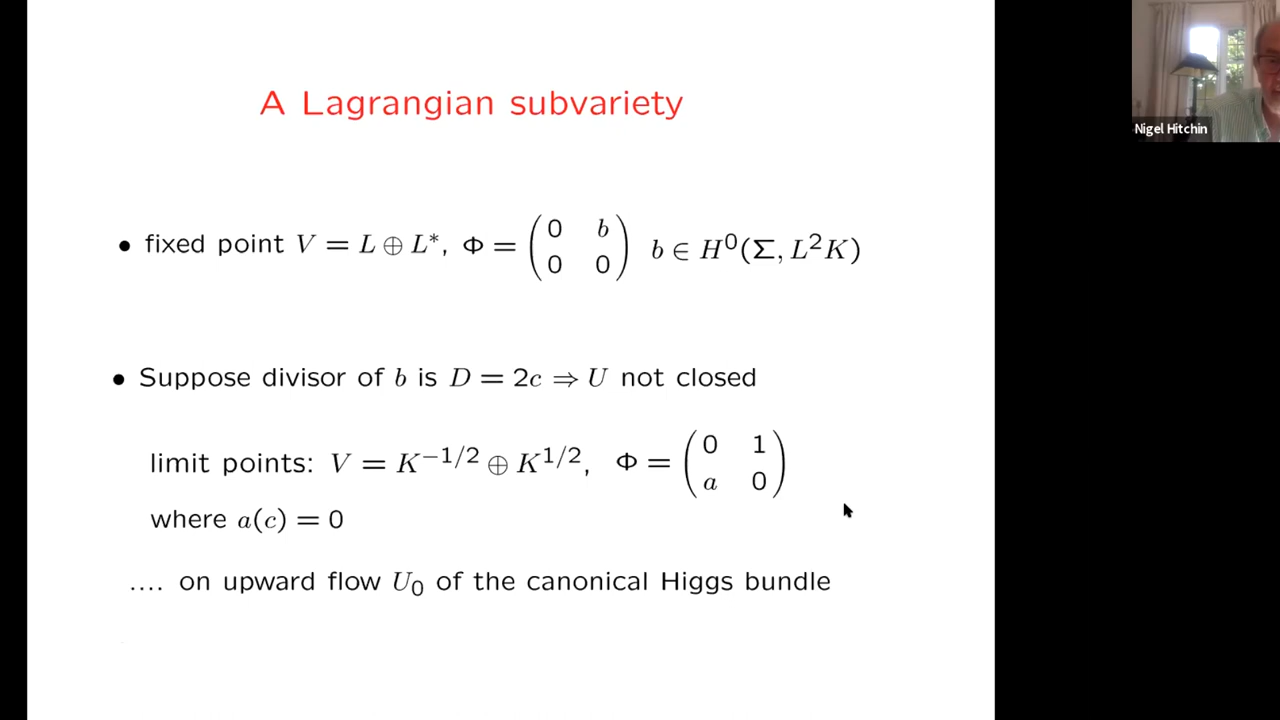 A Lagrangian subvariety
• fixed point V = L ⊕ L*, Φ = ( 0 b ; 0 0 ) b ∈ H⁰(Σ, L²K)
• Suppose divisor of b is D = 2c ⇒ U not closed
limit points: V = K^{-1/2} ⊕ K^{1/2}, Φ = ( 0 1 ; a 0 )
where a(c) = 0
.... on upward flow U₀ of the canonical Higgs bundle
Nigel Hitchin